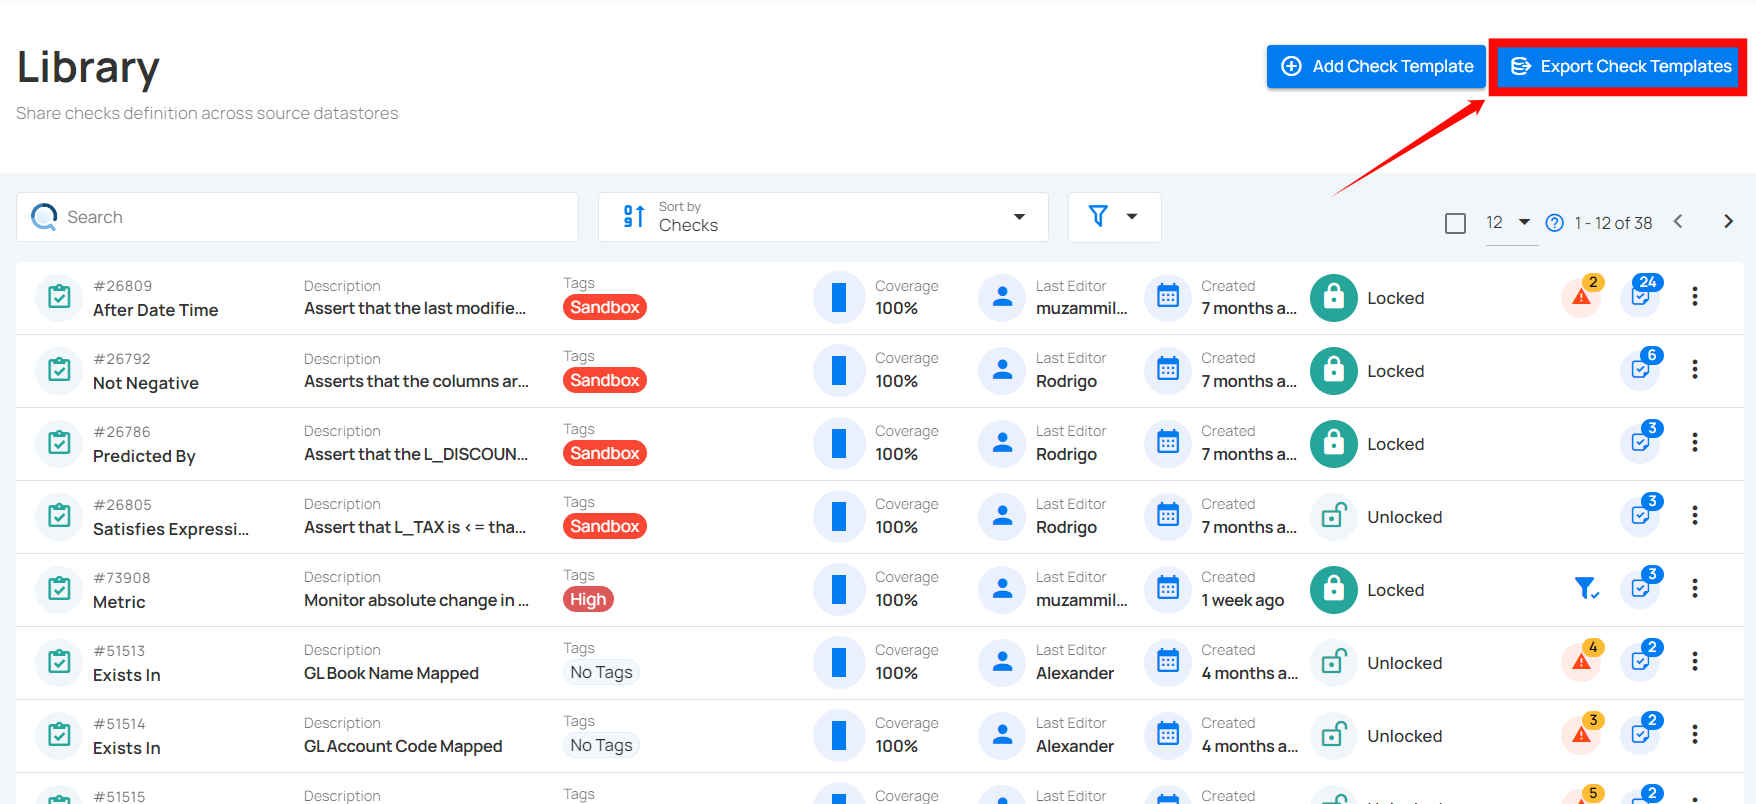 Library
Share checks definition across source datastores
Add Check Template
Export Check Templates
Search
Sort by
Checks
12
1 - 12 of 38
#26809
After Date Time
Description
Assert that the last modifie...
Tags
Sandbox
Coverage
100%
Last Editor
muzammil...
Created
7 months a...
Locked
2
24
#26792
Not Negative
Description
Asserts that the columns ar...
Tags
Sandbox
Coverage
100%
Last Editor
Rodrigo
Created
7 months a...
Locked
6
#26786
Predicted By
Description
Assert that the L_DISCOUN...
Tags
Sandbox
Coverage
100%
Last Editor
Rodrigo
Created
7 months a...
Locked
3
#26805
Satisfies Expressi...
Description
Assert that L_TAX is <= tha...
Tags
Sandbox
Coverage
100%
Last Editor
Rodrigo
Created
7 months a...
Unlocked
3
#73908
Metric
Description
Monitor absolute change in ...
Tags
High
Coverage
100%
Last Editor
muzammil...
Created
1 week ago
Locked
3
#51513
Exists In
Description
GL Book Name Mapped
Tags
No Tags
Coverage
100%
Last Editor
Alexander
Created
4 months a...
Unlocked
4
2
#51514
Exists In
Description
GL Account Code Mapped
Tags
No Tags
Coverage
100%
Last Editor
Alexander
Created
4 months a...
Unlocked
3
2
#51515
Description
Tags
Coverage
Last Editor
Created
5
2